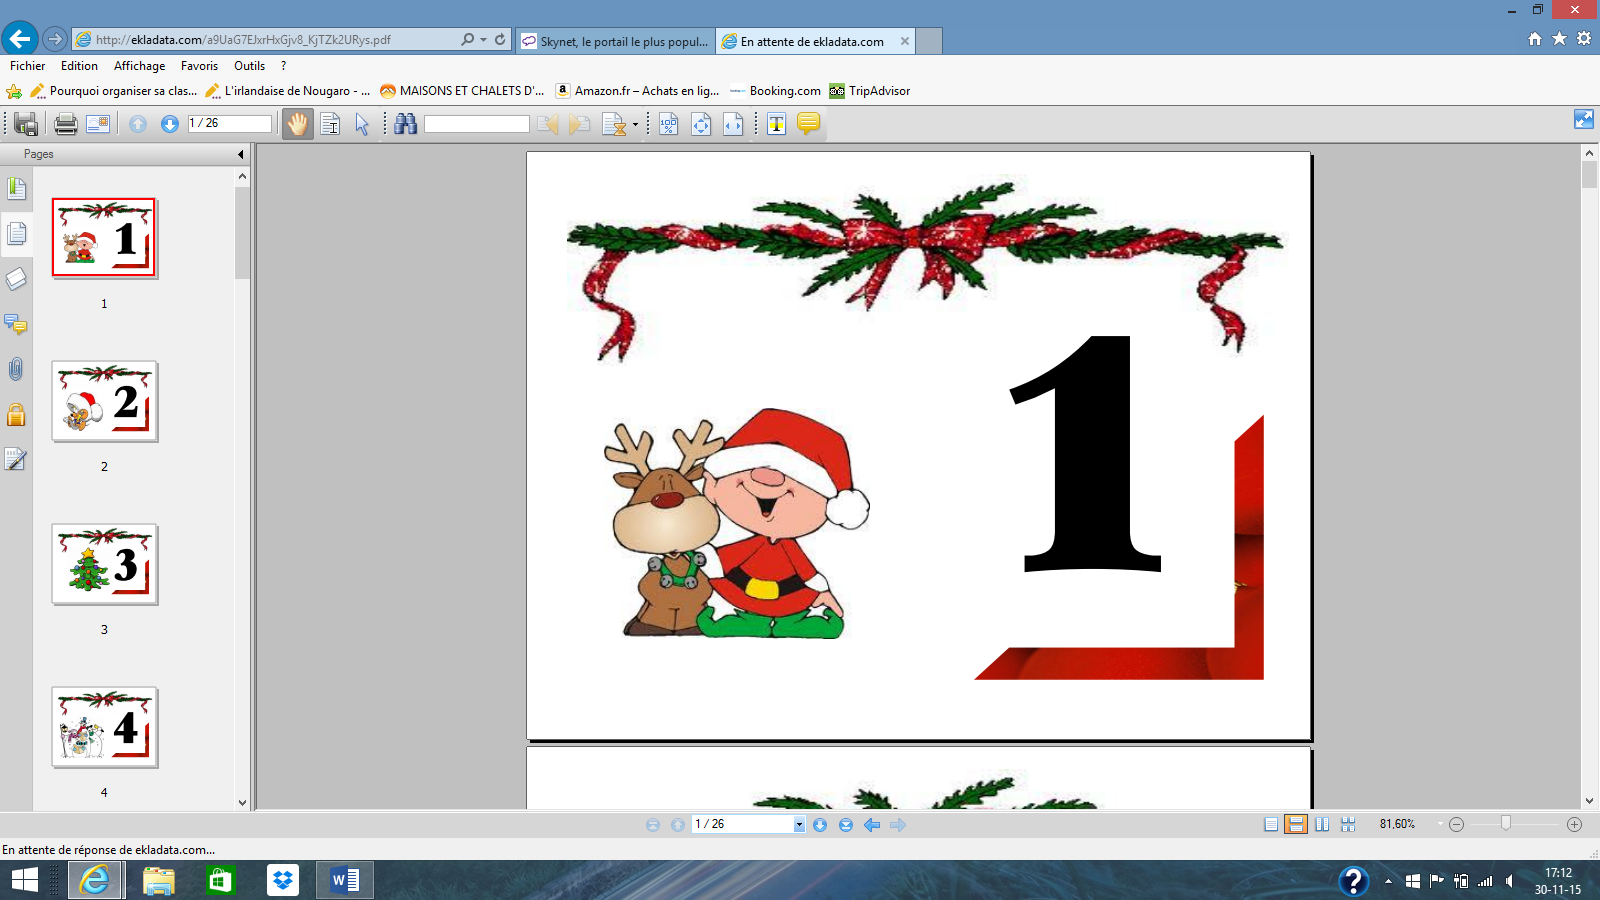 http://ekladata.com/a9UaG7EJxrHxGjv8_KjTZk2URys.pdf
Skynet, le portail le plus popul...
En attente de ekladata.com
Fichier Edition Affichage Favoris Outils ?
Pourquoi organiser sa clas...
L'irlandaise de Nougaro - ...
MAISONS ET CHALETS D'...
Amazon.fr – Achats en lig...
Booking.com
TripAdvisor
1 / 26
Pages
1
1
2
2
3
3
4
4
1
1 / 26
81,60%
En attente de réponse de ekladata.com...
17:12
30-11-15